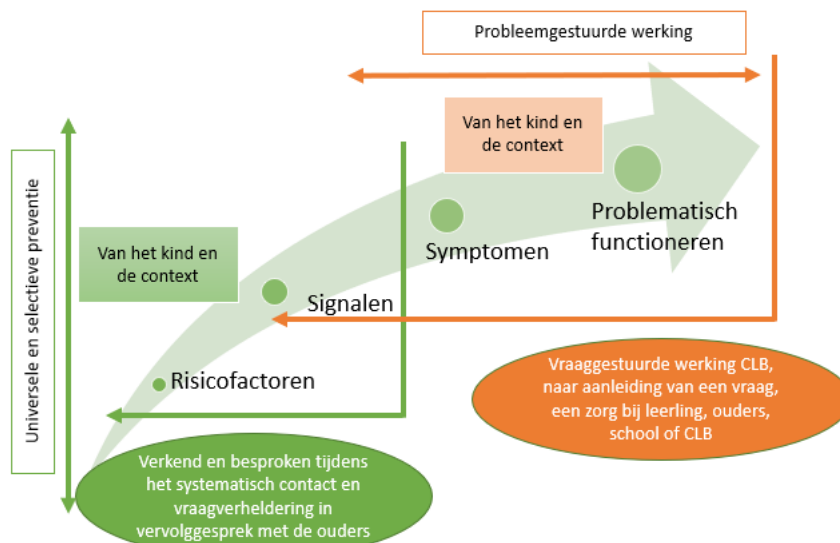 Probleemgestuurde werking
Van het kind en
de context
Problematisch
functioneren
Symptomen
Universele en selectieve preventie
Van het kind en
de context
Signalen
Risicofactoren
Vraaggestuurde werking CLB,
naar aanleiding van een vraag,
een zorg bij leerling, ouders,
school of CLB
Verkend en besproken tijdens
het systematisch contact en
vraagverheldering in
vervolggesprek met de ouders